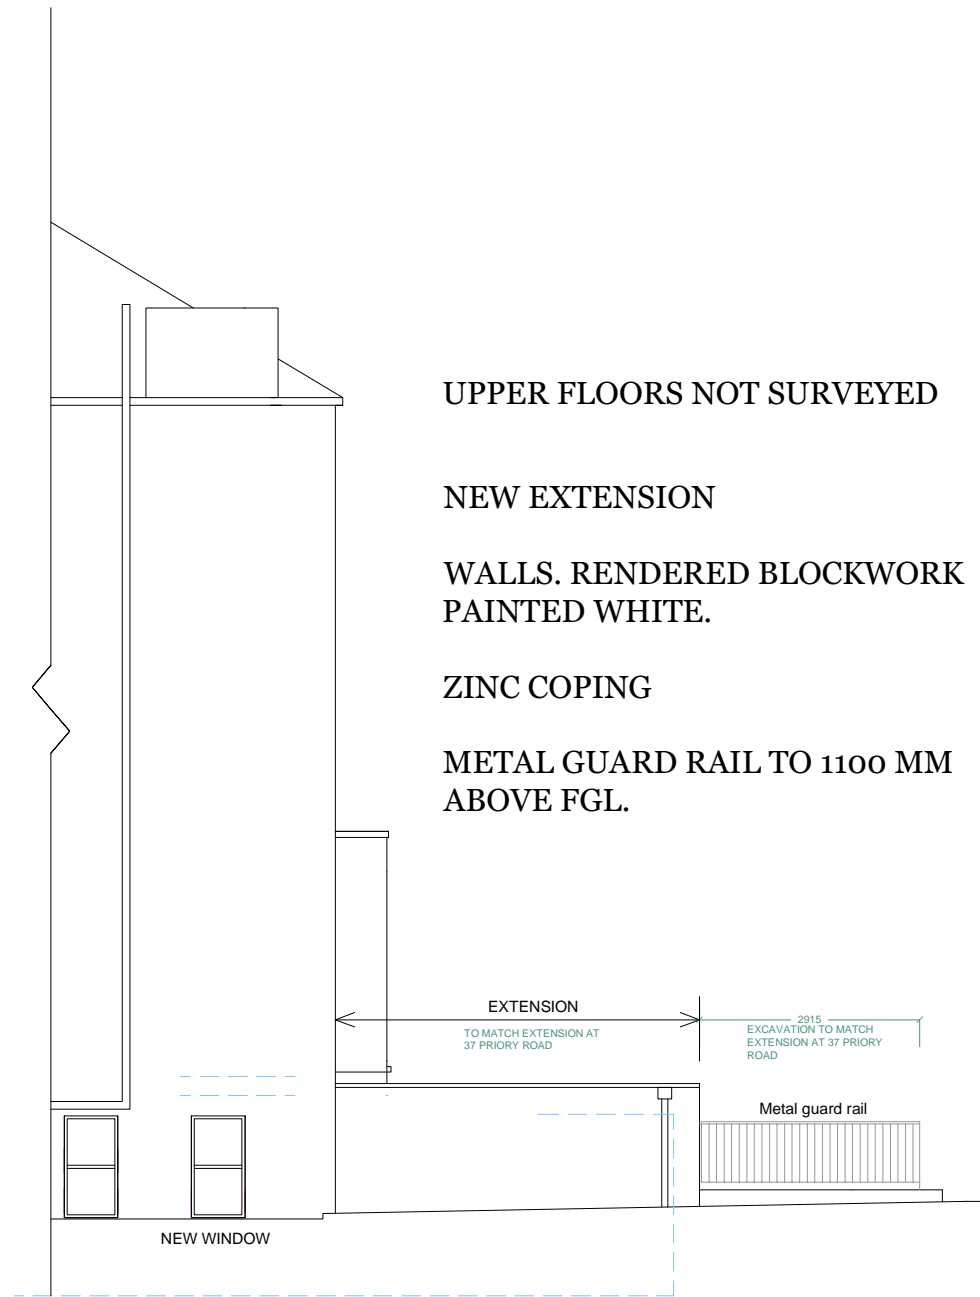 UPPER FLOORS NOT SURVEYED
NEW EXTENSION
WALLS. RENDERED BLOCKWORK
PAINTED WHITE.
ZINC COPING
METAL GUARD RAIL TO 1100 MM
ABOVE FGL.
EXTENSION
TO MATCH EXTENSION AT
37 PRIORY ROAD
2915
EXCAVATION TO MATCH
EXTENSION AT 37 PRIORY
ROAD
Metal guard rail
NEW WINDOW